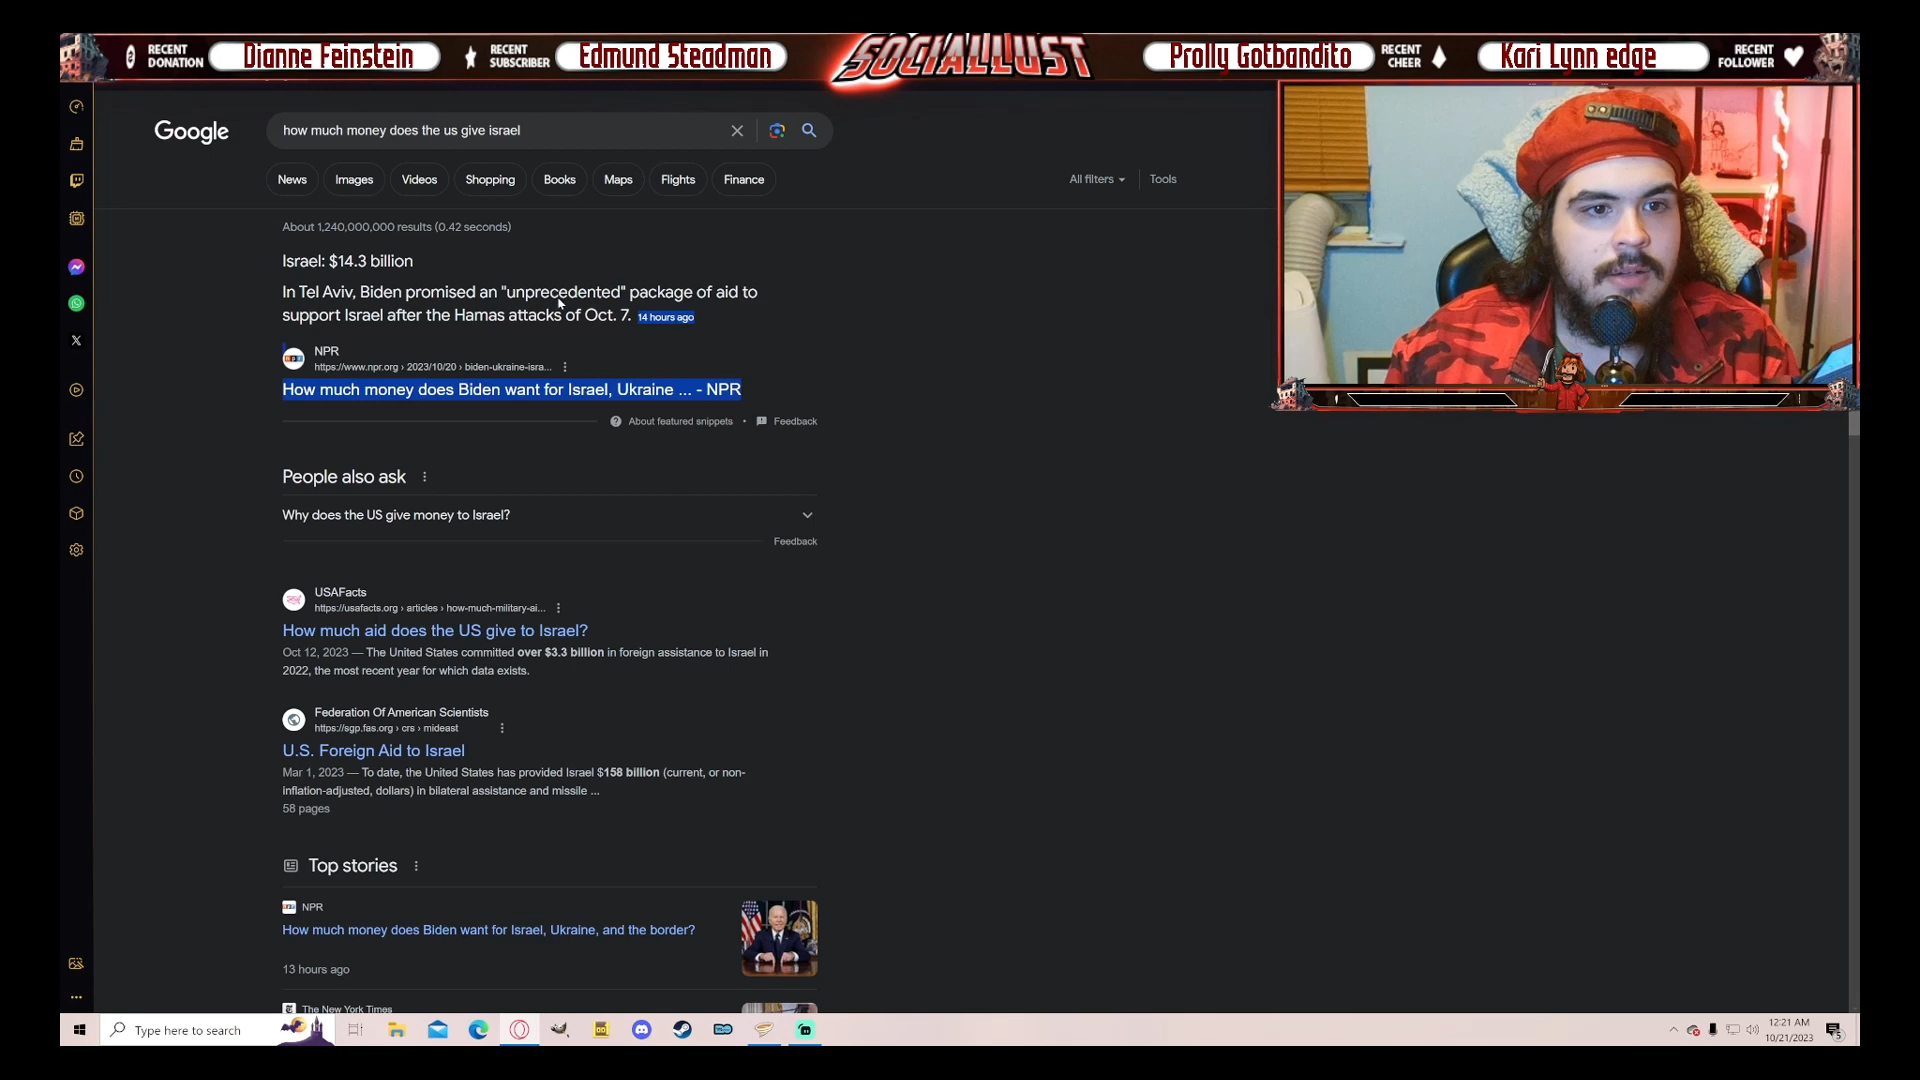 RECENT DONATION
Dianne Feinstein
RECENT SUBSCRIBER
Edmund Steadman
SOCIALLUST
Prolly Gotbandito
RECENT CHEER
Kari Lynn edge
RECENT FOLLOWER
Google
how much money does the us give israel
News
Images
Videos
Shopping
Books
Maps
Flights
Finance
All filters
Tools
About 1,240,000,000 results (0.42 seconds)
Israel: $14.3 billion
In Tel Aviv, Biden promised an "unprecedented" package of aid to
support Israel after the Hamas attacks of Oct. 7. 14 hours ago
NPR
https://www.npr.org › 2023/10/20 › biden-ukraine-isra...
How much money does Biden want for Israel, Ukraine ... - NPR
About featured snippets • Feedback
People also ask
Why does the US give money to Israel?
Feedback
USAFacts
https://usafacts.org › articles › how-much-military-ai...
How much aid does the US give to Israel?
Oct 12, 2023 — The United States committed over $3.3 billion in foreign assistance to Israel in
2022, the most recent year for which data exists.
Federation Of American Scientists
https://sgp.fas.org › crs › mideast
U.S. Foreign Aid to Israel
Mar 1, 2023 — To date, the United States has provided Israel $158 billion (current, or non-
inflation-adjusted, dollars) in bilateral assistance and missile ...
58 pages
Top stories
NPR
How much money does Biden want for Israel, Ukraine, and the border?
13 hours ago
The New York Times
Type here to search
12:21 AM
10/21/2023
5